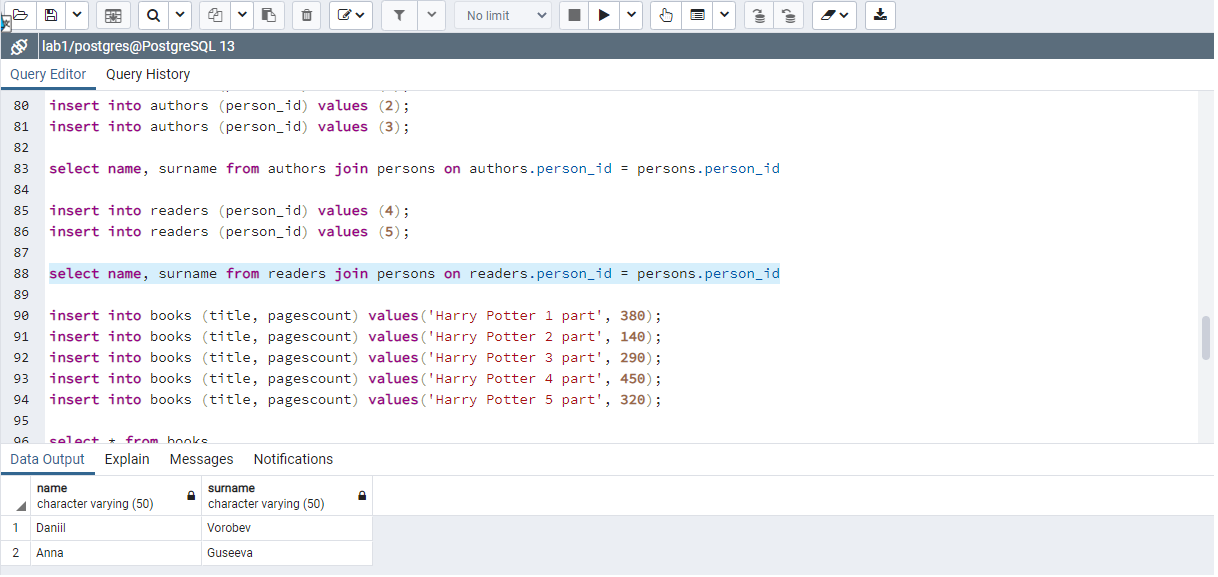 No limit
lab1/postgres@PostgreSQL 13
Query Editor Query History
80 insert into authors (person_id) values (2);
81 insert into authors (person_id) values (3);
82
83 select name, surname from authors join persons on authors.person_id = persons.person_id
84
85 insert into readers (person_id) values (4);
86 insert into readers (person_id) values (5);
87
88 select name, surname from readers join persons on readers.person_id = persons.person_id
89
90 insert into books (title, pagescount) values('Harry Potter 1 part', 380);
91 insert into books (title, pagescount) values('Harry Potter 2 part', 140);
92 insert into books (title, pagescount) values('Harry Potter 3 part', 290);
93 insert into books (title, pagescount) values('Harry Potter 4 part', 450);
94 insert into books (title, pagescount) values('Harry Potter 5 part', 320);
95
96 select * from books
Data Output Explain Messages Notifications
name surname
character varying (50) character varying (50)
1 Daniil Vorobev
2 Anna Guseeva